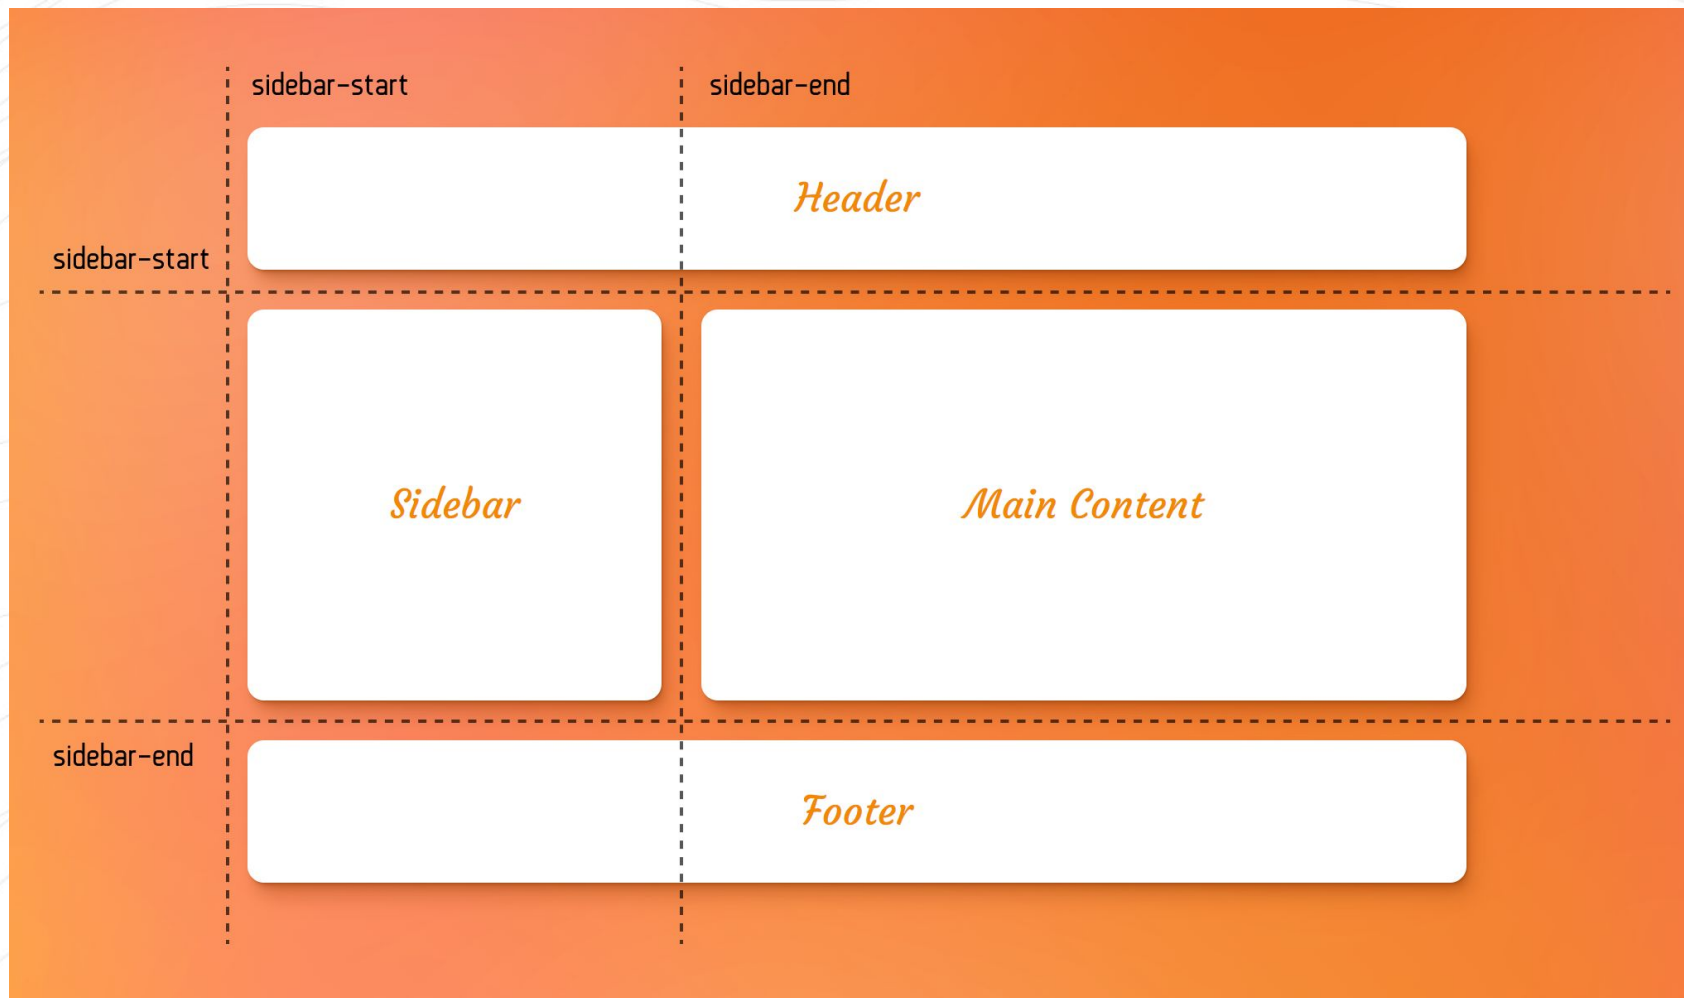 sidebar-start
sidebar-end
Header
sidebar-start
Sidebar
Main Content
sidebar-end
Footer